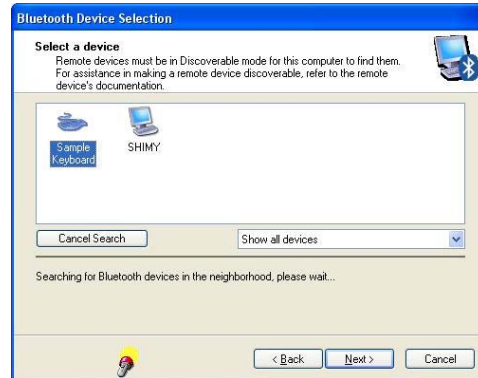 Bluetooth Device Selection
Select a device
Remote devices must be in Discoverable mode for this computer to find them.
For assistance in making a remote device discoverable, refer to the remote
device's documentation.
Sample
Keyboard
SHIMY
Cancel Search
Show all devices
Searching for Bluetooth devices in the neighborhood, please wait...
< Back
Next >
Cancel